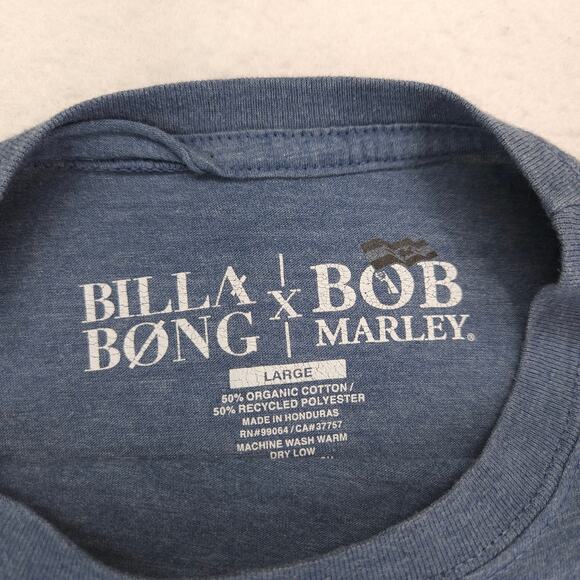 BILLA
BØNG
X
BOB
MARLEY®
LARGE
50% ORGANIC COTTON /
50% RECYCLED POLYESTER
MADE IN HONDURAS
RN#99064 / CA#37757
MACHINE WASH WARM
DRY LOW